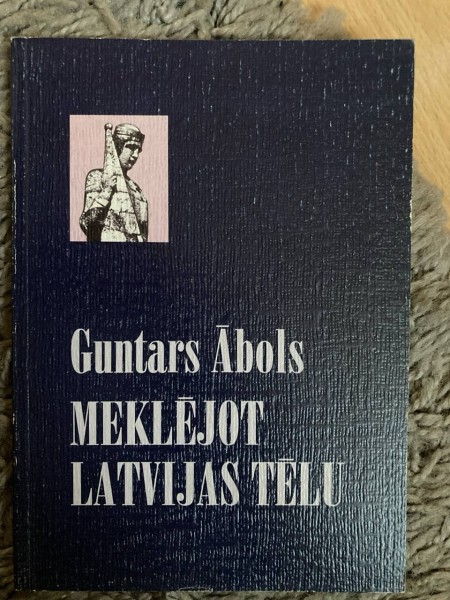 Guntars Ābols
MEKLĒJOT
LATVIJAS TĒLU